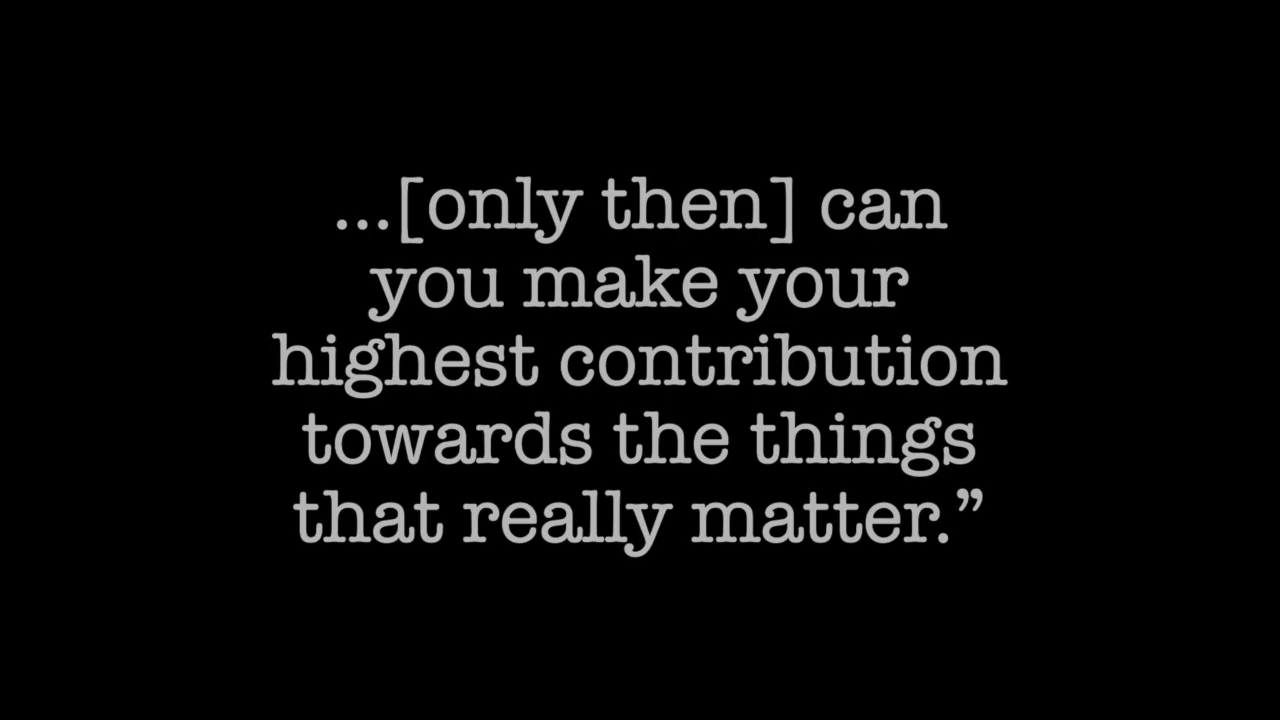 ...[only then] can
you make your
highest contribution
towards the things
that really matter.”